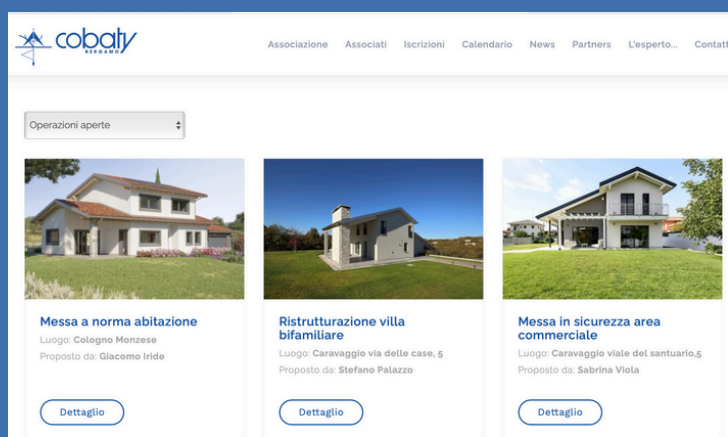 cobaty
BERGAMO
Associazione Associati Iscrizioni Calendario News Partners L'esperto... Contatt
Operazioni aperte
Messa a norma abitazione
Luogo: Cologno Monzese
Proposto da: Giacomo Iride
Dettaglio
Ristrutturazione villa
bifamiliare
Luogo: Caravaggio via delle case, 5
Proposto da: Stefano Palazzo
Dettaglio
Messa in sicurezza area
commerciale
Luogo: Caravaggio viale del santuario,5
Proposto da: Sabrina Viola
Dettaglio